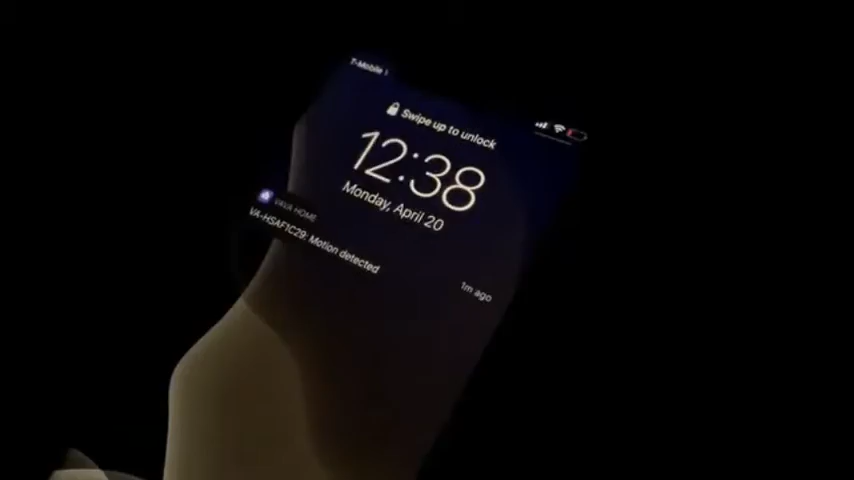 T-Mobile
Swipe up to unlock
12:38
Monday, April 20
VAVA HOME
VA-HSAF1C29: Motion detected
1m ago